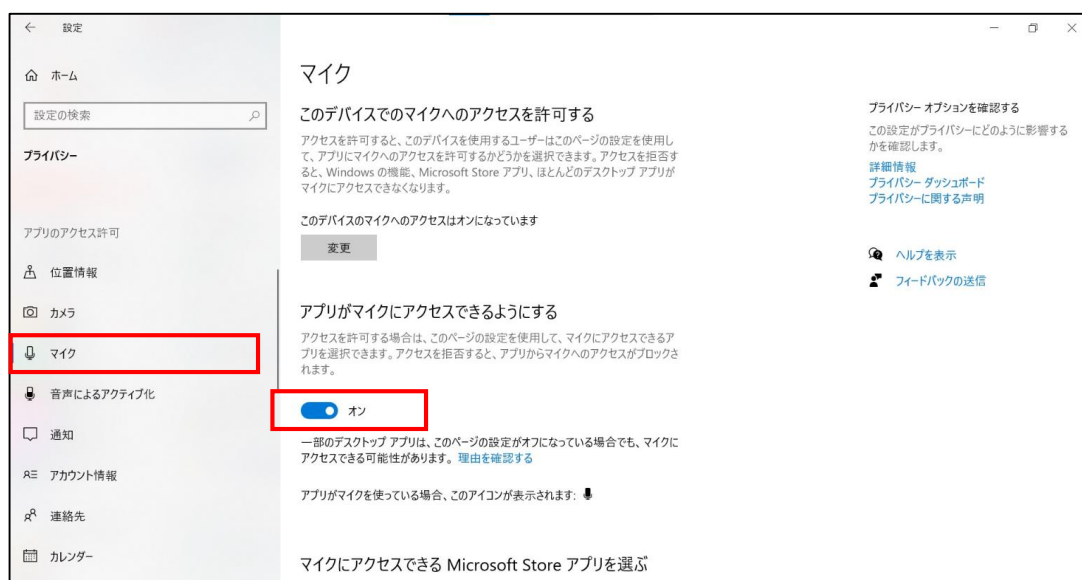 設定
ホーム
設定の検索
プライバシー
アプリのアクセス許可
位置情報
カメラ
マイク
音声によるアクティブ化
通知
アカウント情報
連絡先
カレンダー
マイク
このデバイスでのマイクへのアクセスを許可する
アクセスを許可すると、このデバイスを使用するユーザーはこのページの設定を使用し
て、アプリにマイクへのアクセスを許可するかどうかを選択できます。アクセスを拒否す
ると、Windows の機能、Microsoft Store アプリ、ほとんどのデスクトップ アプリが
マイクにアクセスできなくなります。
このデバイスのマイクへのアクセスはオンになっています
変更
アプリがマイクにアクセスできるようにする
アクセスを許可する場合は、このページの設定を使用して、マイクにアクセスできるア
プリを選択できます。アクセスを拒否すると、アプリからマイクへのアクセスがブロックさ
れます。
オン
一部のデスクトップ アプリは、このページの設定がオフになっている場合でも、マイクに
アクセスできる可能性があります。 理由を確認する
アプリがマイクを使っている場合、このアイコンが表示されます:
マイクにアクセスできる Microsoft Store アプリを選ぶ
プライバシー オプションを確認する
この設定がプライバシーにどのように影響する
かを確認します。
詳細情報
プライバシー ダッシュボード
プライバシーに関する声明
ヘルプを表示
フィードバックの送信